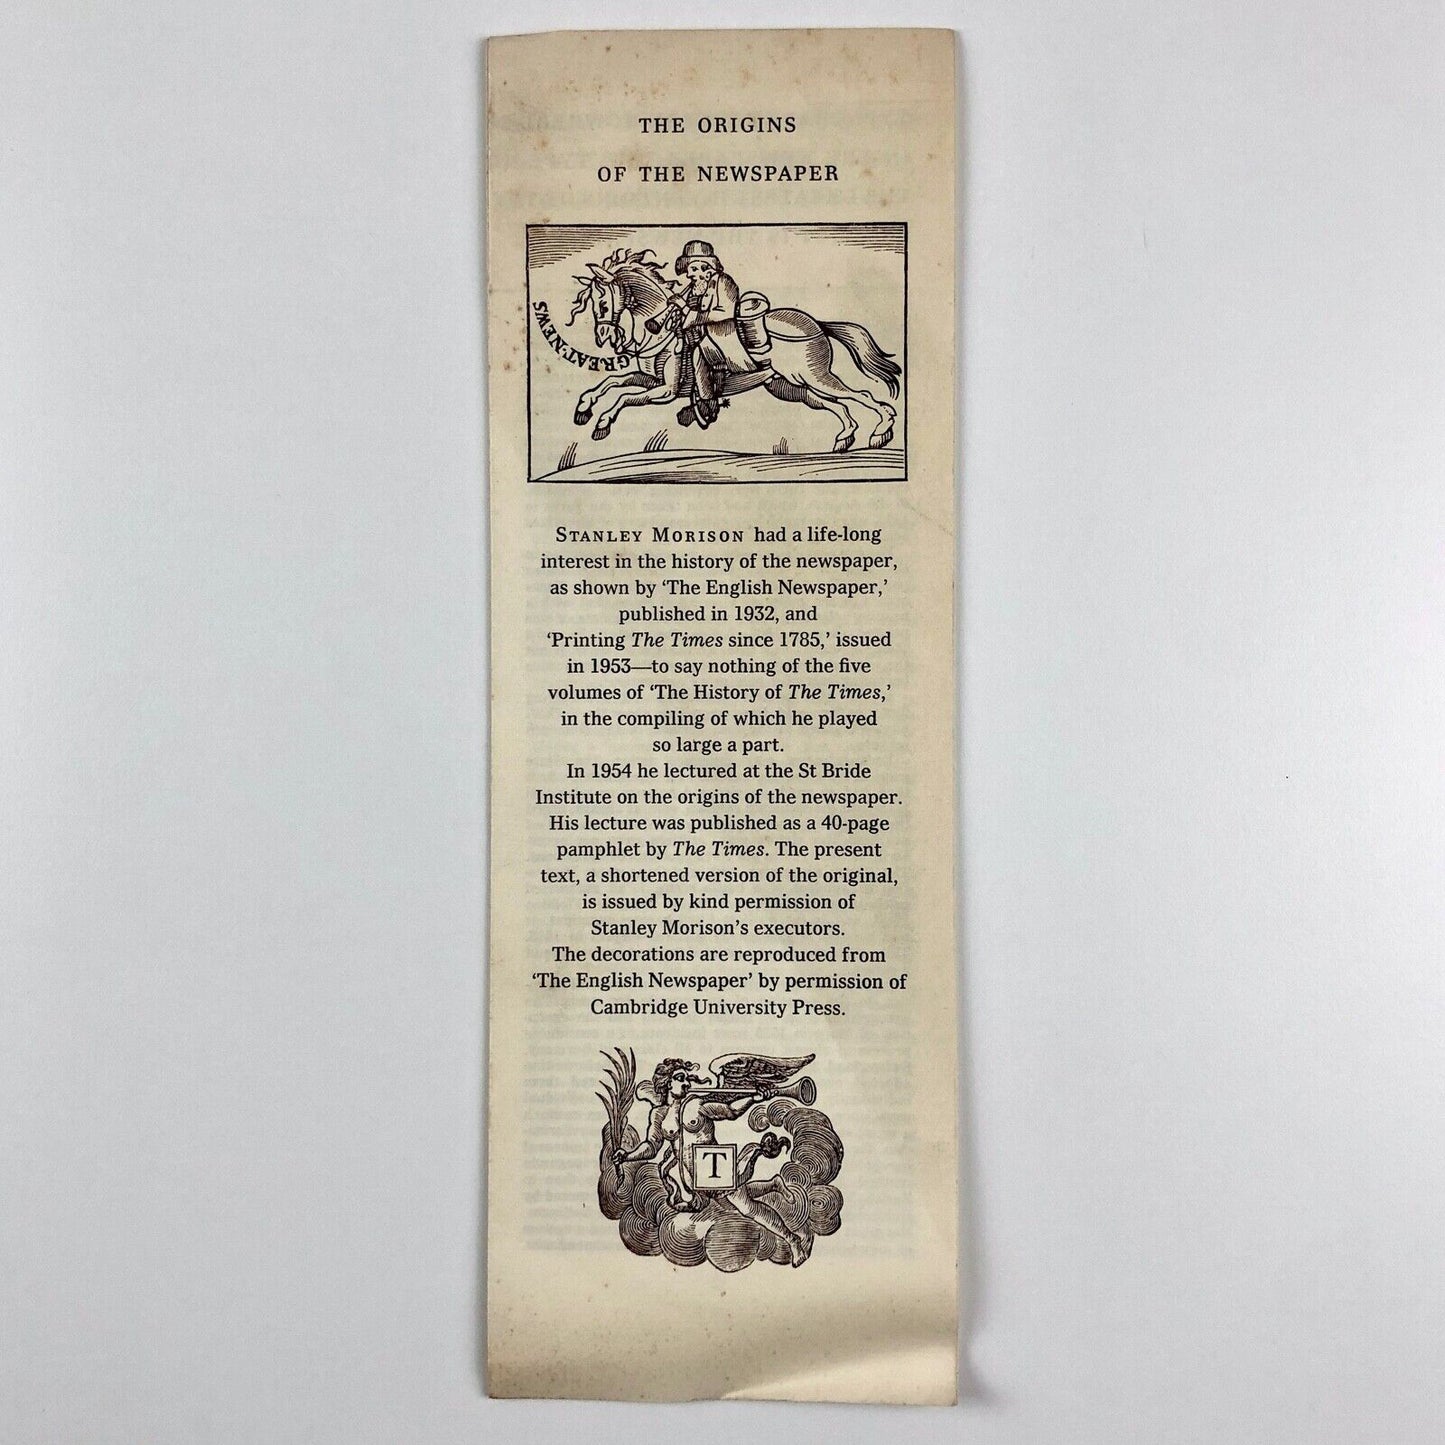 THE ORIGINS
OF THE NEWSPAPER
GREAT·NEWS
STANLEY MORISON had a life-long
interest in the history of the newspaper,
as shown by ‘The English Newspaper,’
published in 1932, and
‘Printing The Times since 1785,’ issued
in 1953—to say nothing of the five
volumes of ‘The History of The Times,’
in the compiling of which he played
so large a part.
In 1954 he lectured at the St Bride
Institute on the origins of the newspaper.
His lecture was published as a 40-page
pamphlet by The Times. The present
text, a shortened version of the original,
is issued by kind permission of
Stanley Morison’s executors.
The decorations are reproduced from
‘The English Newspaper’ by permission of
Cambridge University Press.
T